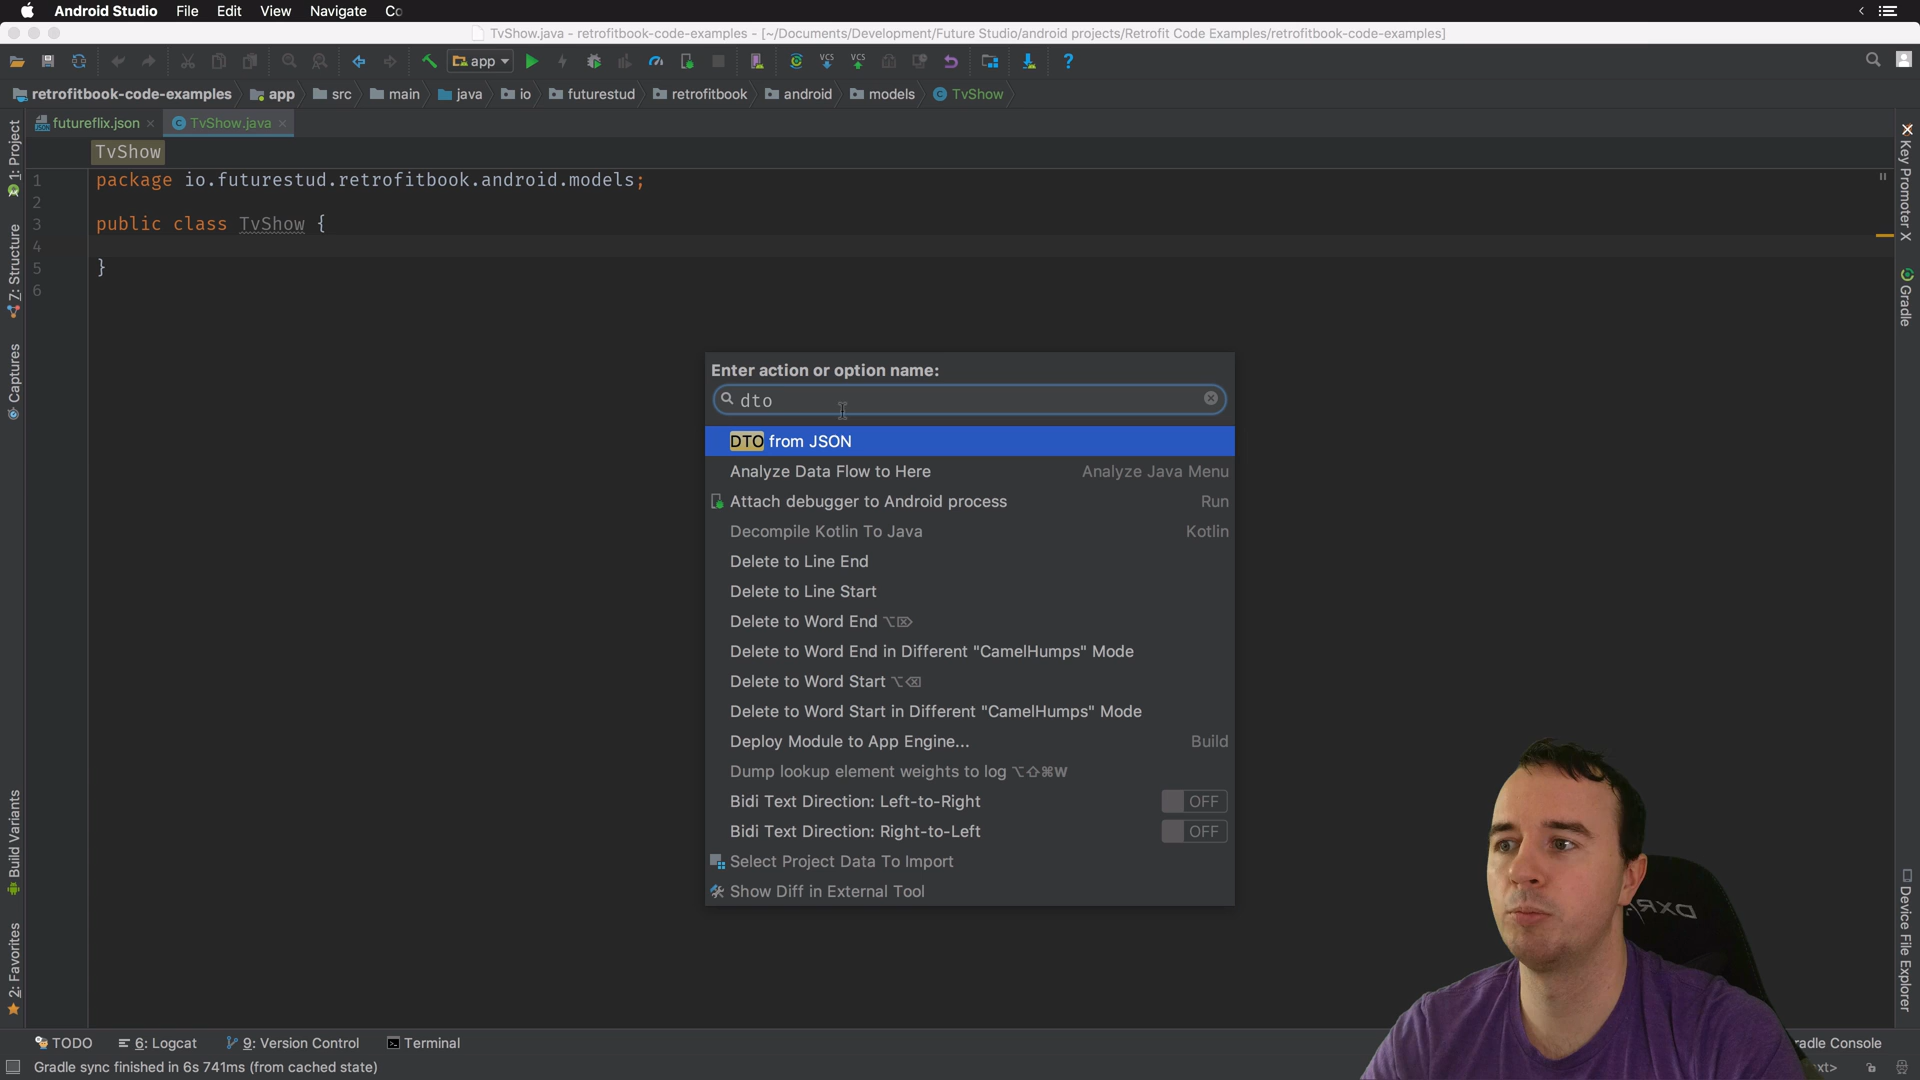 Android Studio File Edit View Navigate Co
TvShow.java - retrofitbook-code-examples - [~/Documents/Development/Future Studio/android projects/Retrofit Code Examples/retrofitbook-code-examples]
app VCS VCS ?
retrofitbook-code-examples app src main java io futurestud retrofitbook android models TvShow
futureflix.json TvShow.java
TvShow
1 package io.futurestud.retrofitbook.android.models;
2
3 public class TvShow {
4
5 }
6
1: Project
Z: Structure
Captures
Build Variants
2: Favorites
Key Promoter X
Gradle
Device File Explorer
Enter action or option name:
dto
DTO from JSON
Analyze Data Flow to Here Analyze Java Menu
Attach debugger to Android process Run
Decompile Kotlin To Java Kotlin
Delete to Line End
Delete to Line Start
Delete to Word End ⌥⌦
Delete to Word End in Different "CamelHumps" Mode
Delete to Word Start ⌥⌫
Delete to Word Start in Different "CamelHumps" Mode
Deploy Module to App Engine... Build
Dump lookup element weights to log ⌥⇧⌘W
Bidi Text Direction: Left-to-Right OFF
Bidi Text Direction: Right-to-Left OFF
Select Project Data To Import
Show Diff in External Tool
TODO 6: Logcat 9: Version Control Terminal radle Console
Gradle sync finished in 6s 741ms (from cached state) xt>